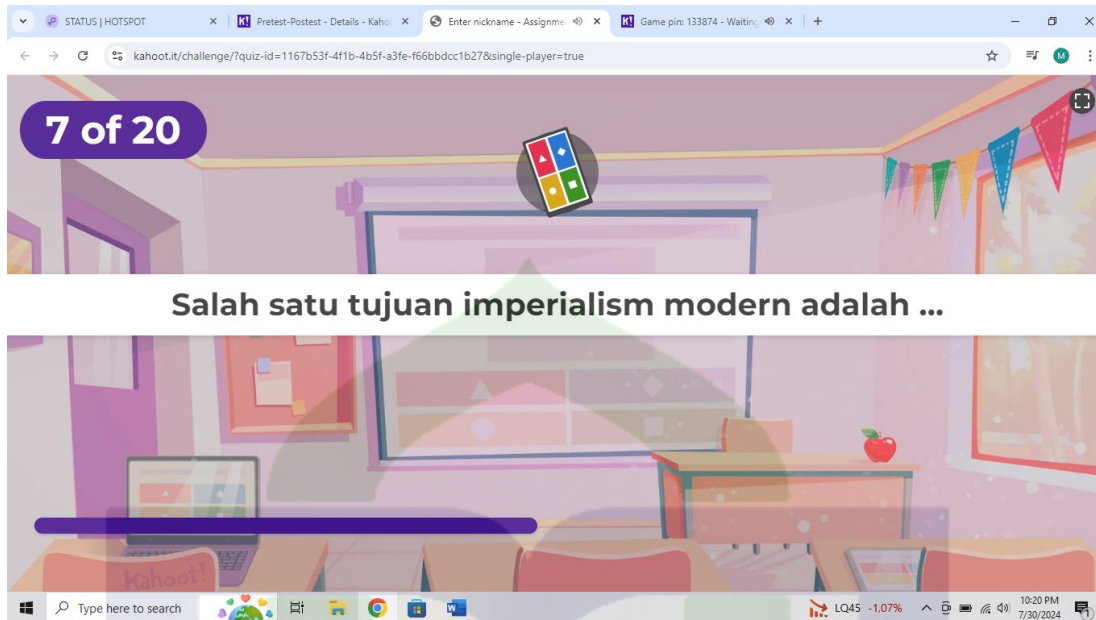 STATUS | HOTSPOT
Pretest-Postest - Details - Kaho
Enter nickname - Assignme
Game pin: 133874 - Waiting
kahoot.it/challenge/?quiz-id=1167b53f-4f1b-4b5f-a3fe-f66bbdcc1b27&single-player=true
M
7 of 20
Salah satu tujuan imperialism modern adalah ...
Kahoot!
Type here to search
LQ45 -1,07%
10:20 PM
7/30/2024